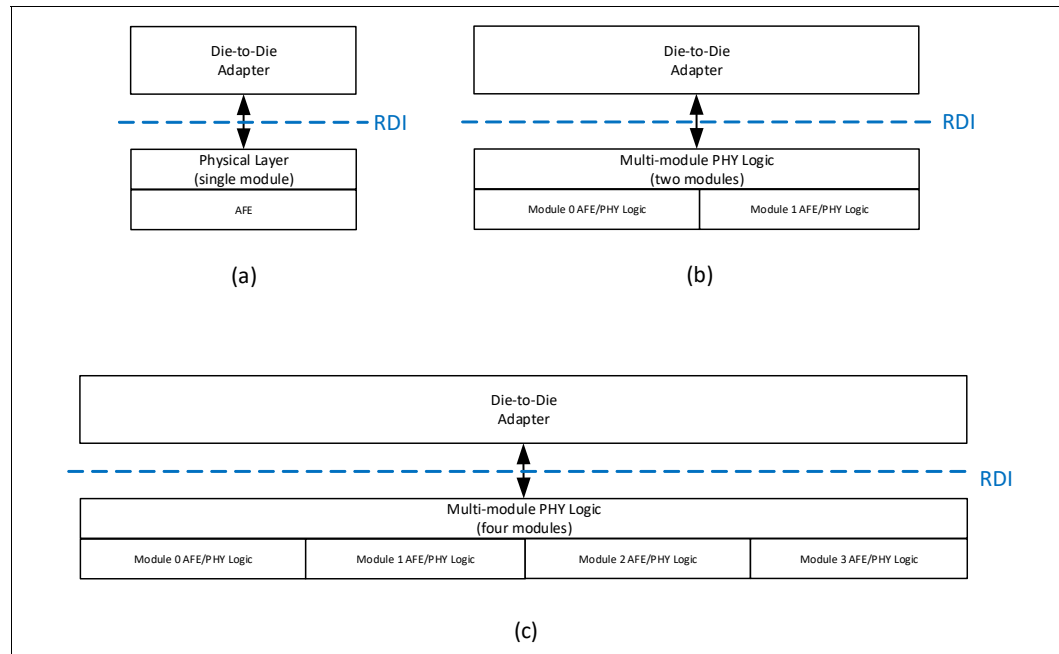 Die-to-Die
Adapter
RDI
Physical Layer
(single module)
AFE
(a)
Die-to-Die
Adapter
RDI
Multi-module PHY Logic
(two modules)
Module 0 AFE/PHY Logic
Module 1 AFE/PHY Logic
(b)
Die-to-Die
Adapter
RDI
Multi-module PHY Logic
(four modules)
Module 0 AFE/PHY Logic
Module 1 AFE/PHY Logic
Module 2 AFE/PHY Logic
Module 3 AFE/PHY Logic
(c)